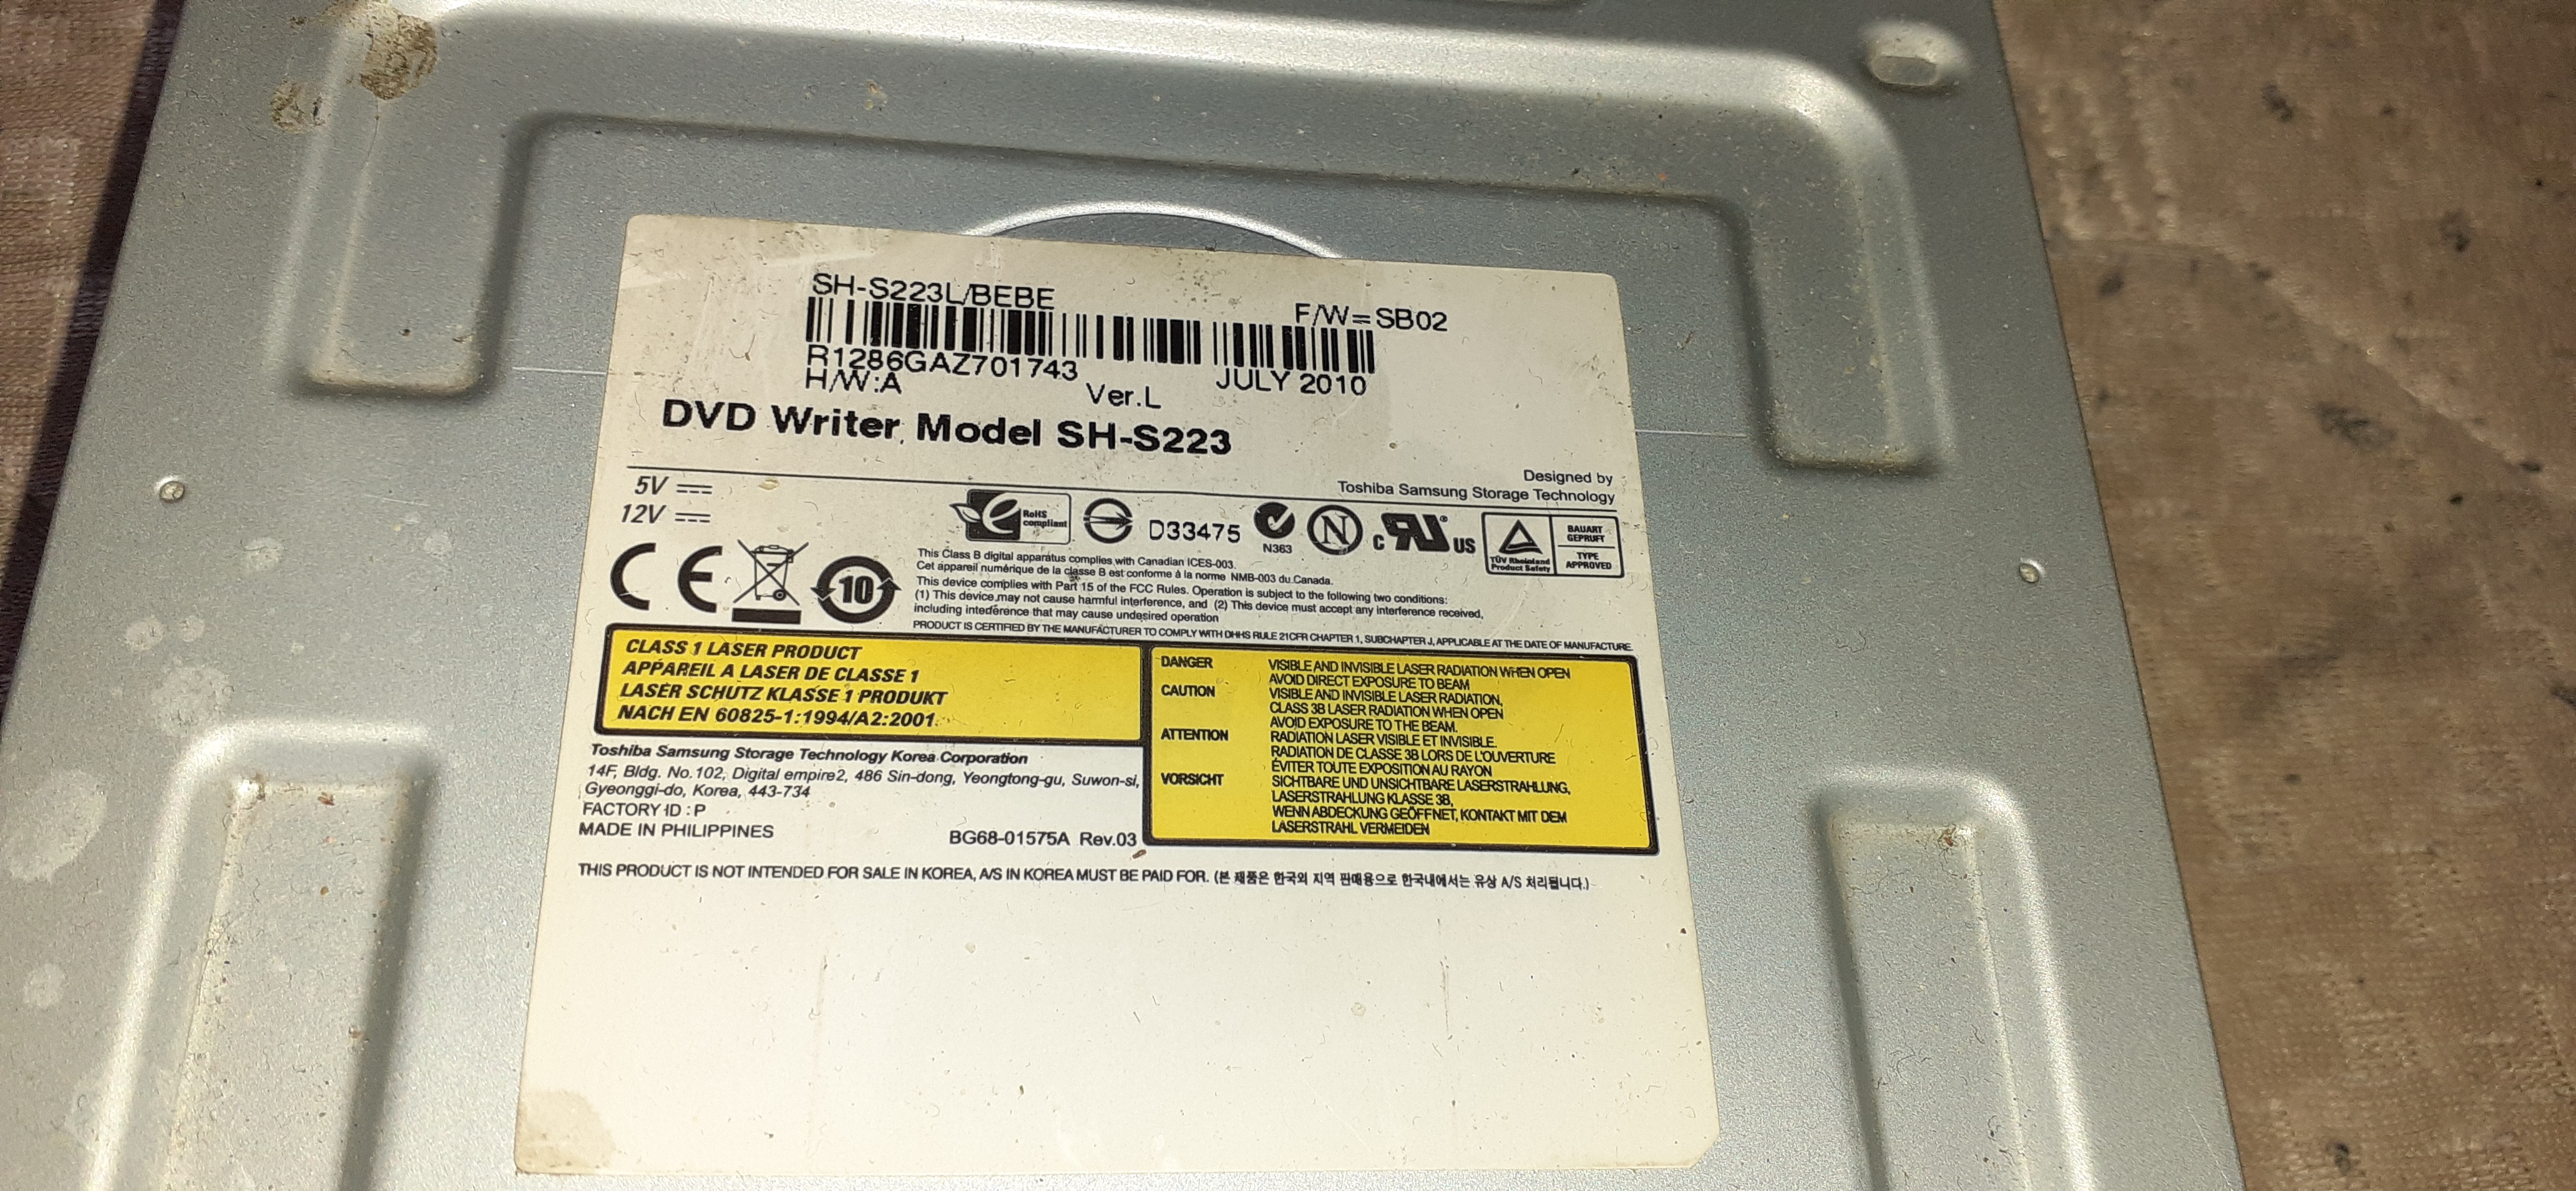 SH-S223L/BEBE
F/W=SB02
R1286GAZ701743
H/W:A
Ver.L
JULY 2010
DVD Writer Model SH-S223
Designed by
Toshiba Samsung Storage Technology
5V
12V
RoHS
compliant
D33475
N363
N
c RU US
TÜV Rheinland
Product Safety
BAUART
GEPRÜFT
TYPE
APPROVED
CE
10
This Class B digital apparatus complies with Canadian ICES-003.
Cet appareil numérique de la classe B est conforme à la norme NMB-003 du Canada.
This device complies with Part 15 of the FCC Rules. Operation is subject to the following two conditions:
(1) This device may not cause harmful interference, and (2) This device must accept any interference received,
including intedérence that may cause undesired operation
PRODUCT IS CERTIFIED BY THE MANUFACTURER TO COMPLY WITH DHHS RULE 21CFR CHAPTER 1, SUBCHAPTER J, APPLICABLE AT THE DATE OF MANUFACTURE.
CLASS 1 LASER PRODUCT
APPAREIL A LASER DE CLASSE 1
LASER SCHUTZ KLASSE 1 PRODUKT
NACH EN 60825-1:1994/A2:2001
DANGER
VISIBLE AND INVISIBLE LASER RADIATION WHEN OPEN
AVOID DIRECT EXPOSURE TO BEAM
CAUTION
VISIBLE AND INVISIBLE LASER RADIATION,
CLASS 3B LASER RADIATION WHEN OPEN
AVOID EXPOSURE TO THE BEAM.
ATTENTION
RADIATION LASER VISIBLE ET INVISIBLE.
RADIATION DE CLASSE 3B LORS DE L'OUVERTURE
ÉVITER TOUTE EXPOSITION AU RAYON
VORSICHT
SICHTBARE UND UNSICHTBARE LASERSTRAHLUNG,
LASERSTRAHLUNG KLASSE 3B,
WENN ABDECKUNG GEÖFFNET, KONTAKT MIT DEM
LASERSTRAHL VERMEIDEN
Toshiba Samsung Storage Technology Korea Corporation
14F, Bldg. No.102, Digital empire2, 486 Sin-dong, Yeongtong-gu, Suwon-si,
Gyeonggi-do, Korea, 443-734
FACTORY ID : P
MADE IN PHILIPPINES
BG68-01575A Rev.03
THIS PRODUCT IS NOT INTENDED FOR SALE IN KOREA, A/S IN KOREA MUST BE PAID FOR. (본 제품은 한국외 지역 판매용으로 한국내에서는 유상 A/S 처리됩니다.)